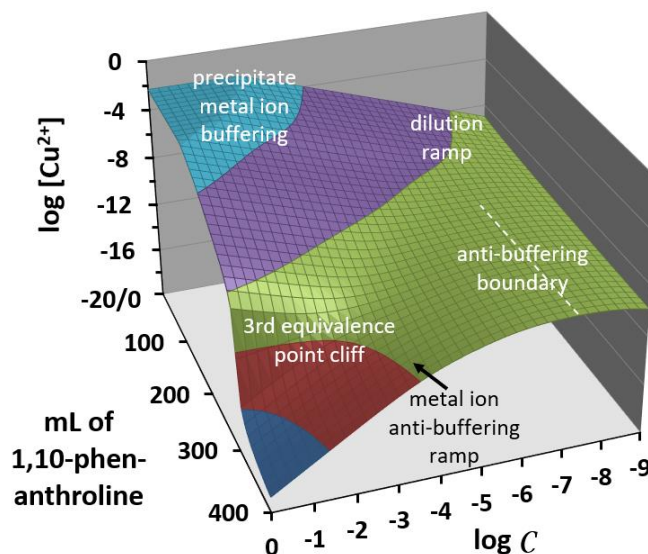 0
-4
-8
-12
-16
-20/0
log [Cu²⁺]
precipitate
metal ion
buffering
dilution
ramp
anti-buffering
boundary
3rd equivalence
point cliff
metal ion
anti-buffering
ramp
100
200
300
400
mL of
1,10-phen-
anthroline
0
-1
-2
-3
-4
-5
-6
-7
-8
-9
log C